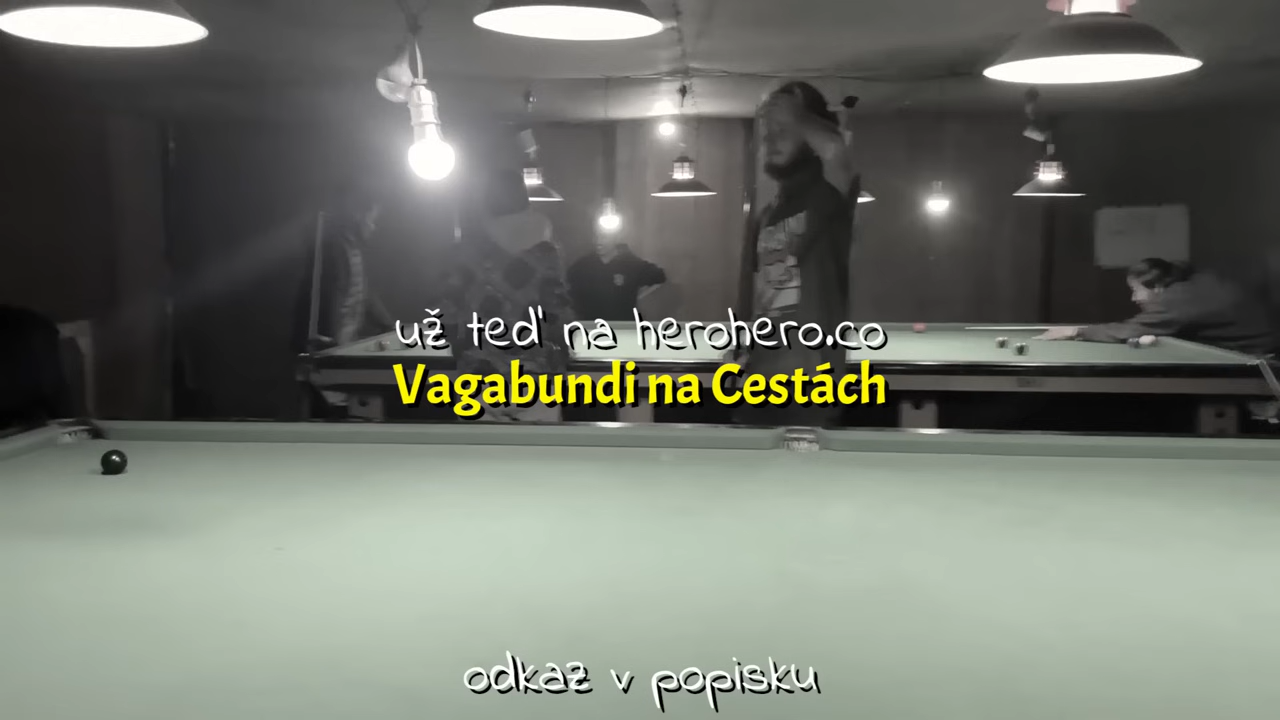 už teď na herohero.co
Vagabundi na Cestách
odkaz v popisku